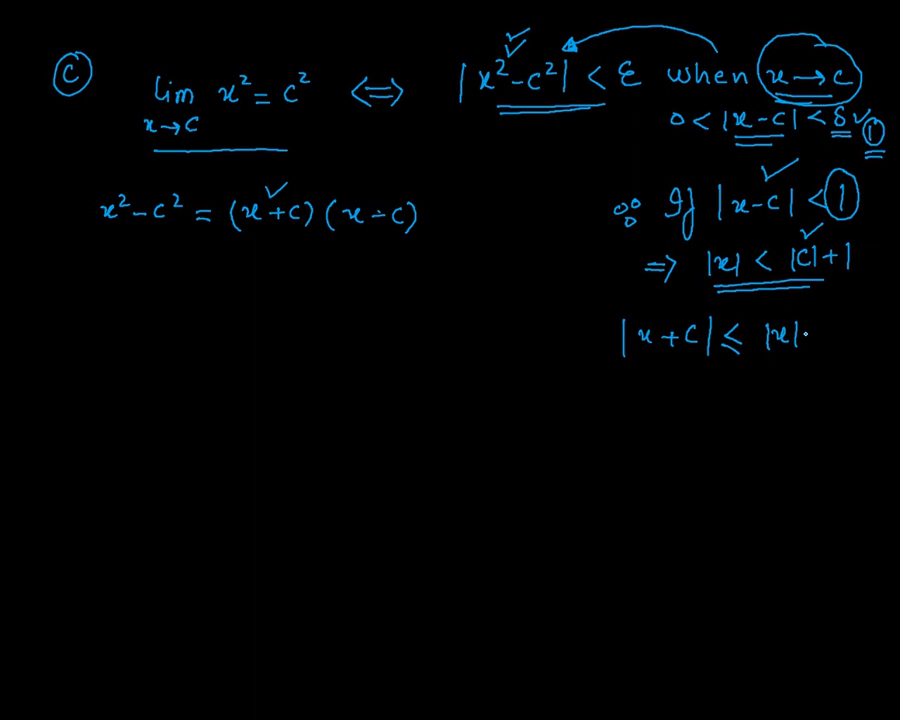 (c) lim x→c x² = c² ⟺ |x² - c²| < ε when x→c
0 < |x - c| < δ ①
x² - c² = (x + c)(x - c)
∵ If |x - c| < 1
⇒ |x| < |c| + 1
|x + c| ≤ |x|